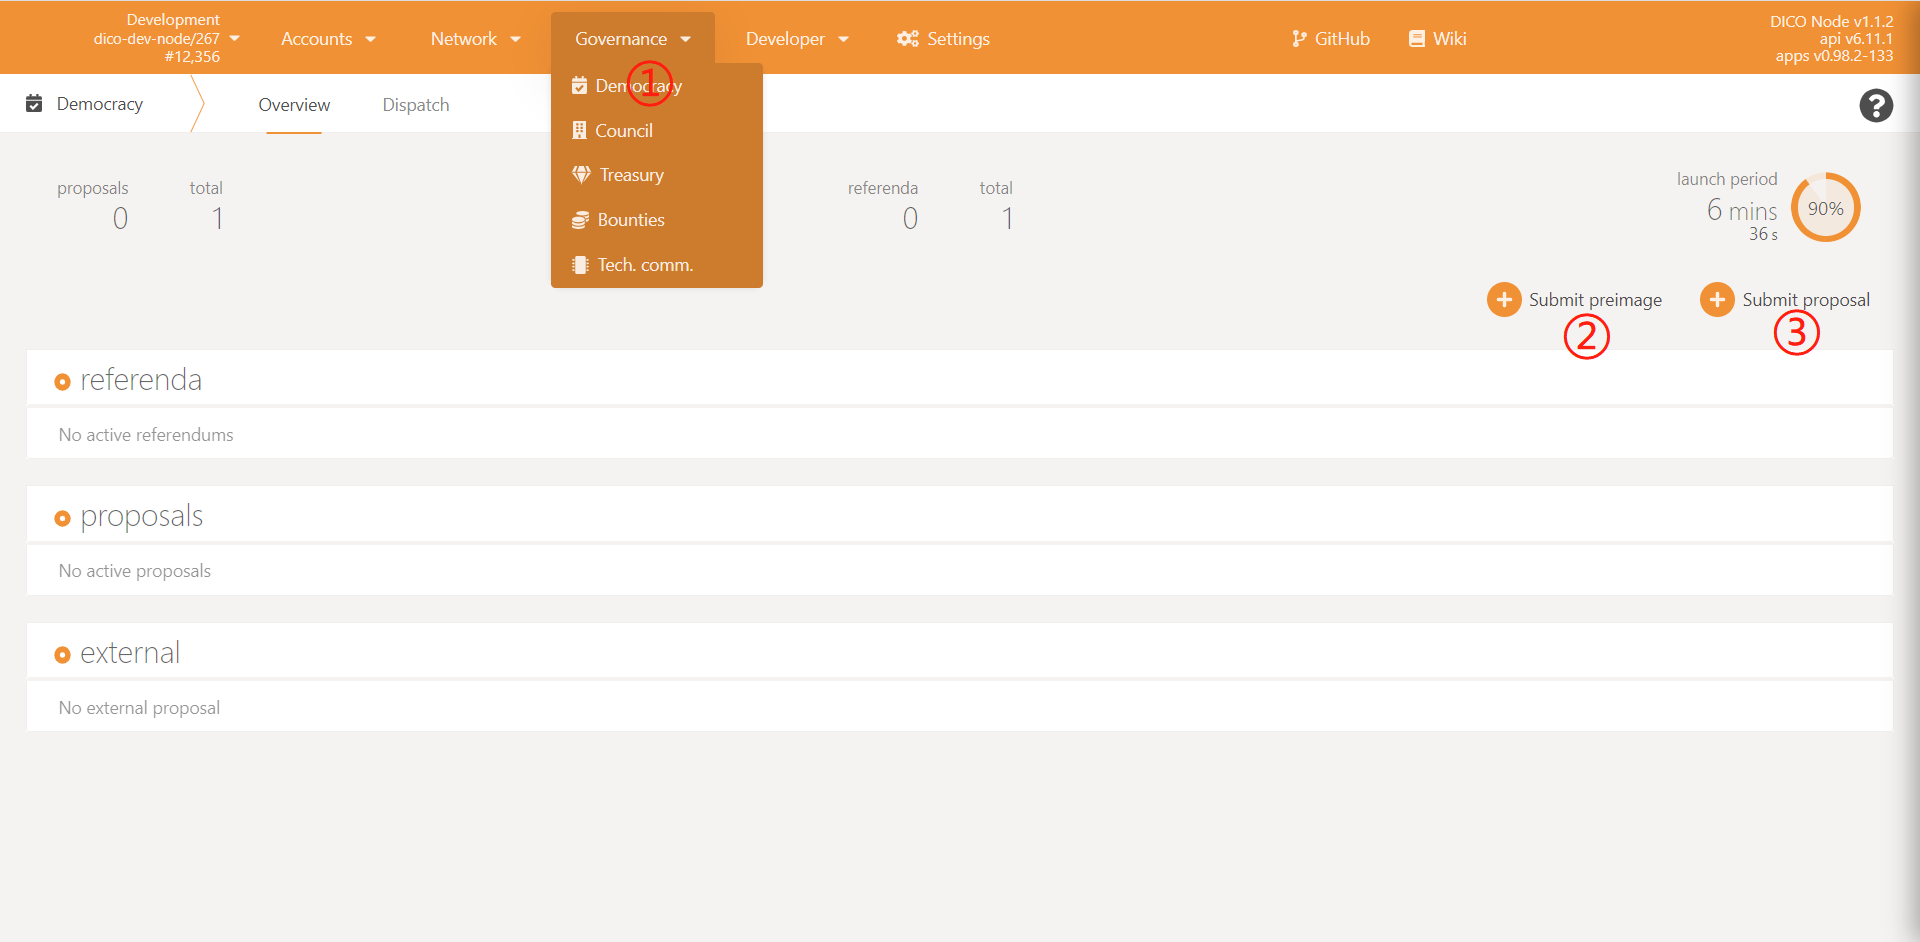 Development
dico-dev-node/267
#12,356
Accounts
Network
Governance
Developer
Settings
GitHub
Wiki
DICO Node v1.1.2
api v6.11.1
apps v0.98.2-133
Democracy
Overview
Dispatch
Democracy
①
Council
Treasury
Bounties
Tech. comm.
proposals
0
total
1
referenda
0
total
1
launch period
6 mins
36 s
90%
Submit preimage
②
Submit proposal
③
referenda
No active referendums
proposals
No active proposals
external
No external proposal